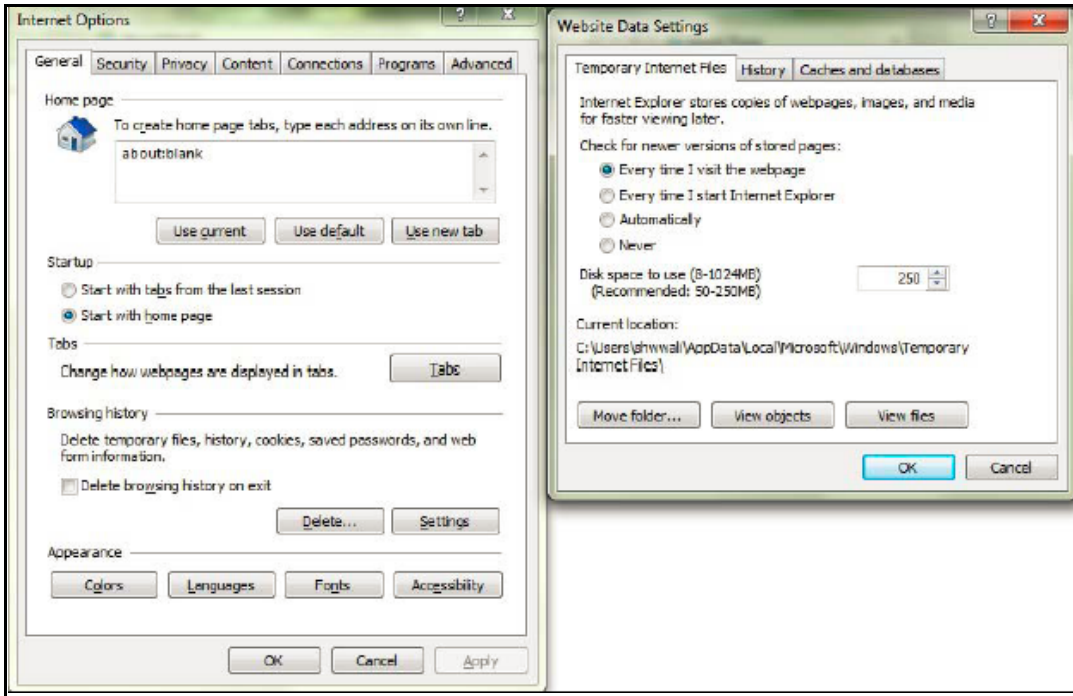 Internet Options
General Security Privacy Content Connections Programs Advanced
Home page
To create home page tabs, type each address on its own line.
about:blank
Use current Use default Use new tab
Startup
Start with tabs from the last session
Start with home page
Tabs
Change how webpages are displayed in tabs. Tabs
Browsing history
Delete temporary files, history, cookies, saved passwords, and web
form information.
Delete browsing history on exit
Delete... Settings
Appearance
Colors Languages Fonts Accessibility
OK Cancel Apply
Website Data Settings
Temporary Internet Files History Caches and databases
Internet Explorer stores copies of webpages, images, and media
for faster viewing later.
Check for newer versions of stored pages:
Every time I visit the webpage
Every time I start Internet Explorer
Automatically
Never
Disk space to use (8-1024MB) 250
(Recommended: 50-250MB)
Current location:
C:\Users\shwwali\AppData\Local\Microsoft\Windows\Temporary
Internet Files\
Move folder... View objects View files
OK Cancel